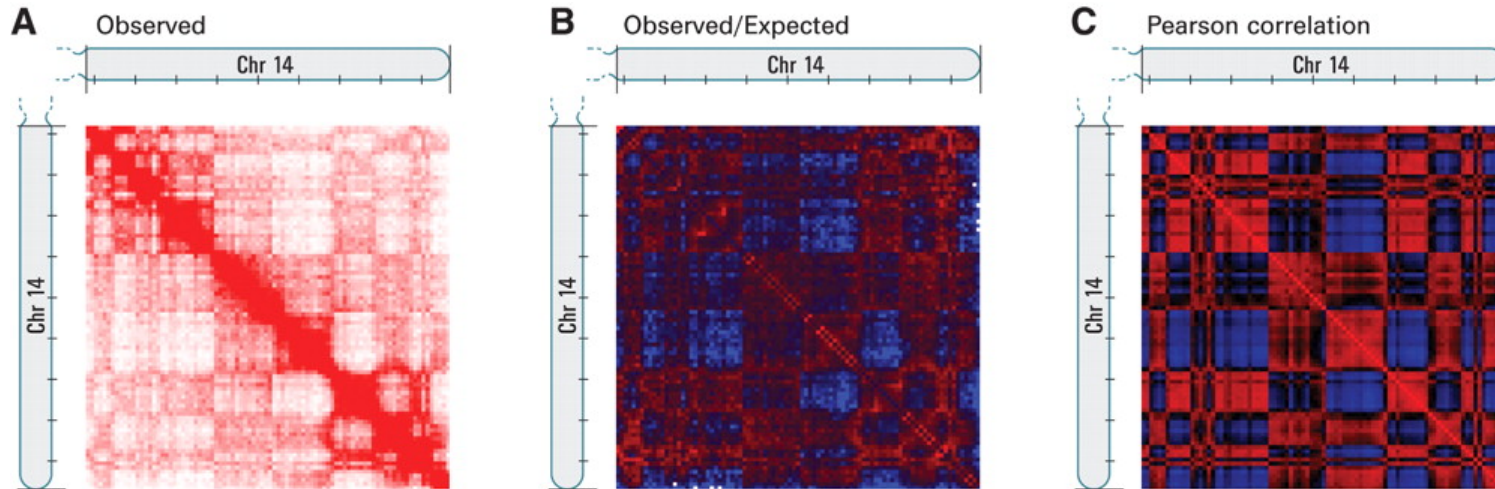 A Observed
Chr 14
Chr 14
B Observed/Expected
Chr 14
Chr 14
C Pearson correlation
Chr 14
Chr 14